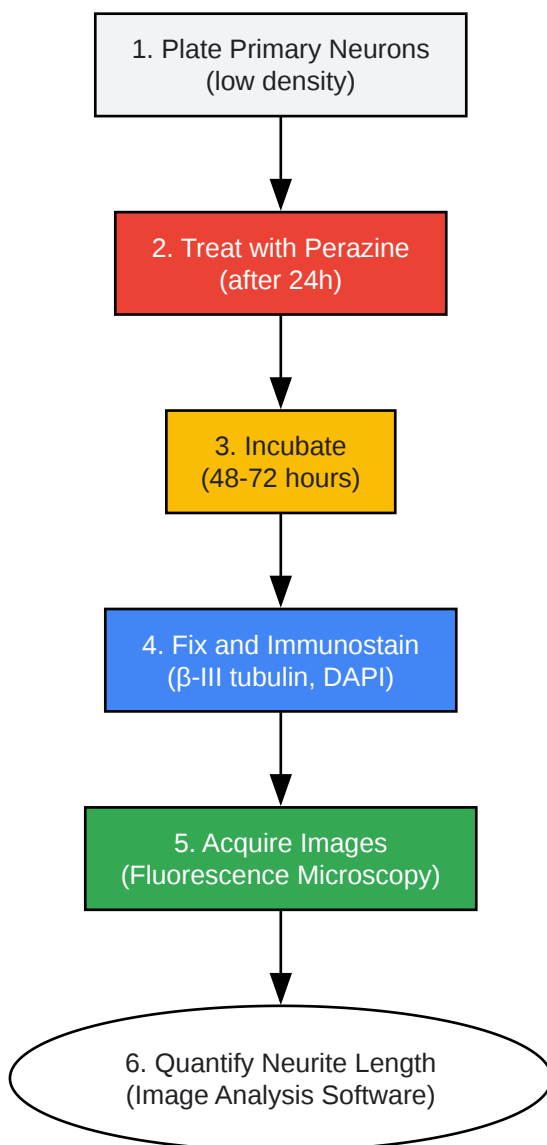 1. Plate Primary Neurons
(low density)
2. Treat with Perazine
(after 24h)
3. Incubate
(48-72 hours)
4. Fix and Immunostain
(β-III tubulin, DAPI)
5. Acquire Images
(Fluorescence Microscopy)
6. Quantify Neurite Length
(Image Analysis Software)